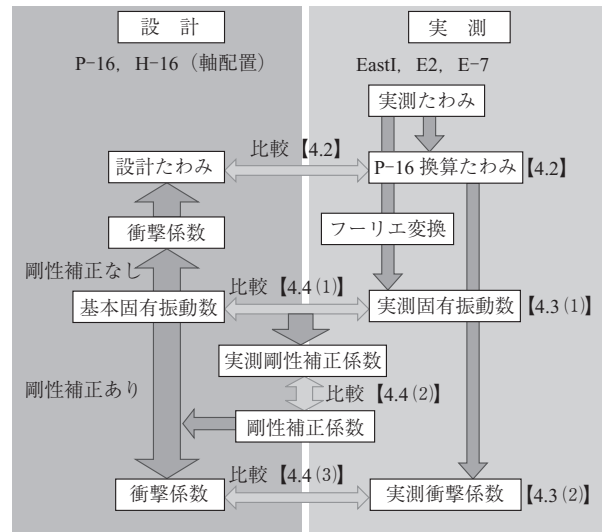 設 計
実 測
P-16, H-16（軸配置）
EastI, E2, E-7
実測たわみ
比較【4.2】
設計たわみ
P-16 換算たわみ
【4.2】
衝撃係数
フーリエ変換
剛性補正なし
比較【4.4(1)】
基本固有振動数
実測固有振動数
【4.3(1)】
実測剛性補正係数
剛性補正あり
比較【4.4(2)】
剛性補正係数
比較【4.4(3)】
衝撃係数
実測衝撃係数
【4.3(2)】